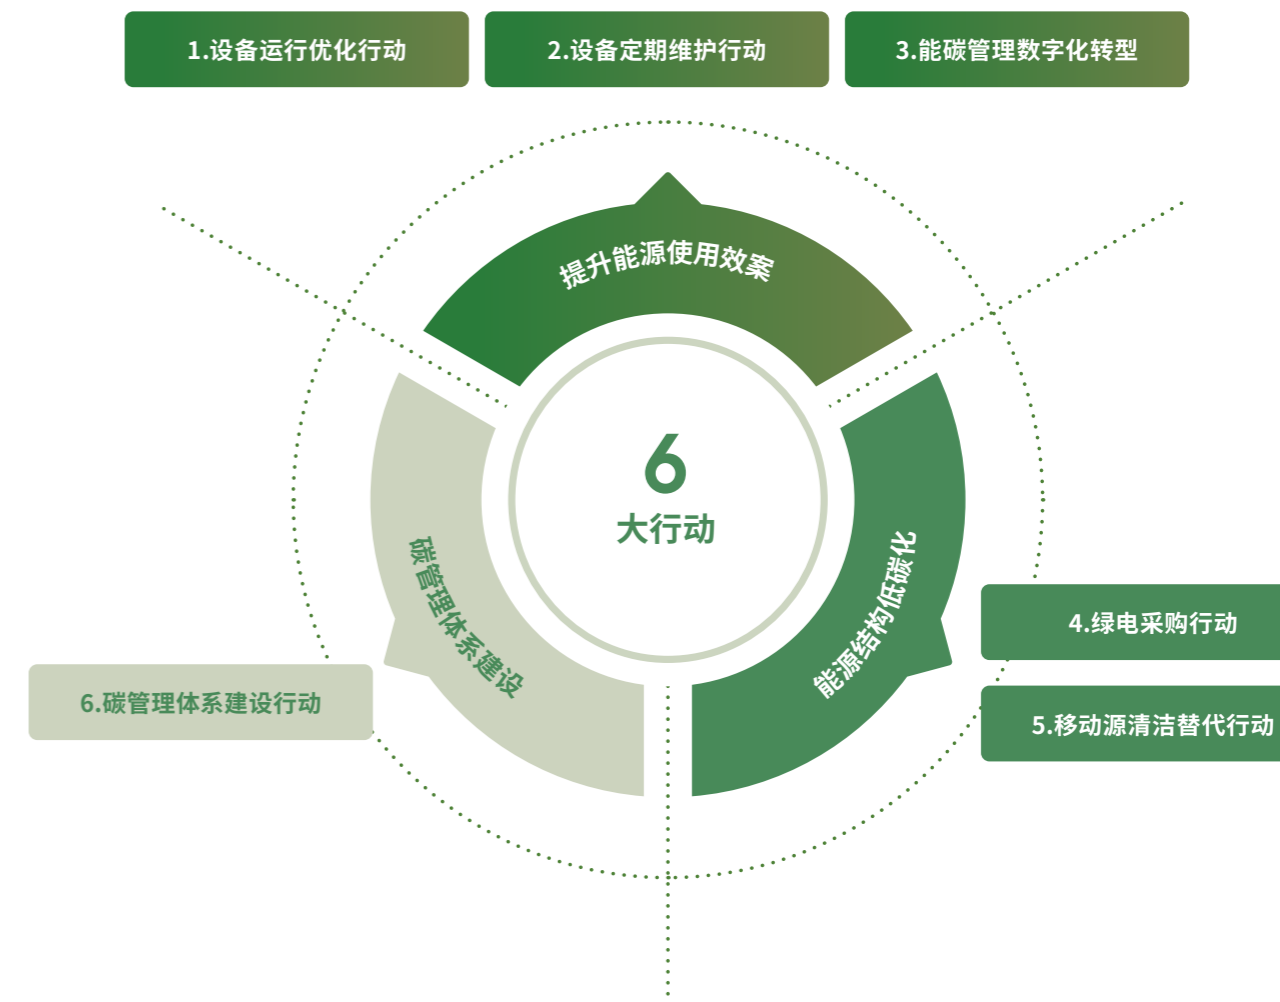 1.设备运行优化行动
2.设备定期维护行动
3.能碳管理数字化转型
提升能源使用效案
6
大行动
碳管理体系建设
能源结构低碳化
4.绿电采购行动
5.移动源清洁替代行动
6.碳管理体系建设行动